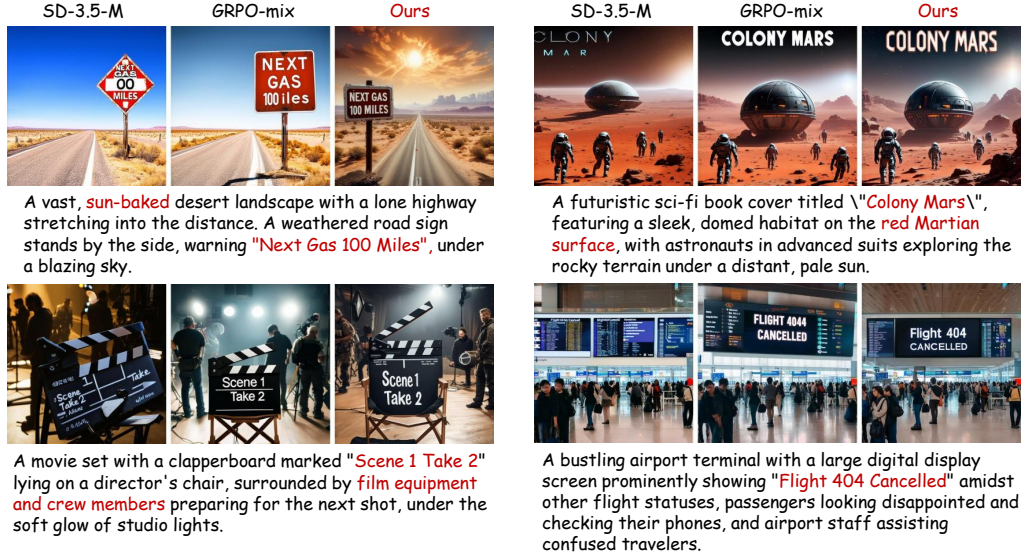 SD-3.5-M GRPO-mix Ours
NEXT
GAS
00
MILES
NEXT
GAS
100 iles
NEXT GAS
100 MILES
A vast, sun-baked desert landscape with a lone highway
stretching into the distance. A weathered road sign
stands by the side, warning "Next Gas 100 Miles", under
a blazing sky.
Scene 1
Take 2
Take
Scene 1
Take 2
Scene 1
Take 2
A movie set with a clapperboard marked "Scene 1 Take 2"
lying on a director's chair, surrounded by film equipment
and crew members preparing for the next shot, under the
soft glow of studio lights.
SD-3.5-M GRPO-mix Ours
CLONY
MAR
COLONY MARS
COLONY MARS
A futuristic sci-fi book cover titled \"Colony Mars\",
featuring a sleek, domed habitat on the red Martian
surface, with astronauts in advanced suits exploring the
rocky terrain under a distant, pale sun.
FLIGHT 4044
CANCELLED
Flight 404
CANCELLED
A bustling airport terminal with a large digital display
screen prominently showing "Flight 404 Cancelled" amidst
other flight statuses, passengers looking disappointed and
checking their phones, and airport staff assisting
confused travelers.